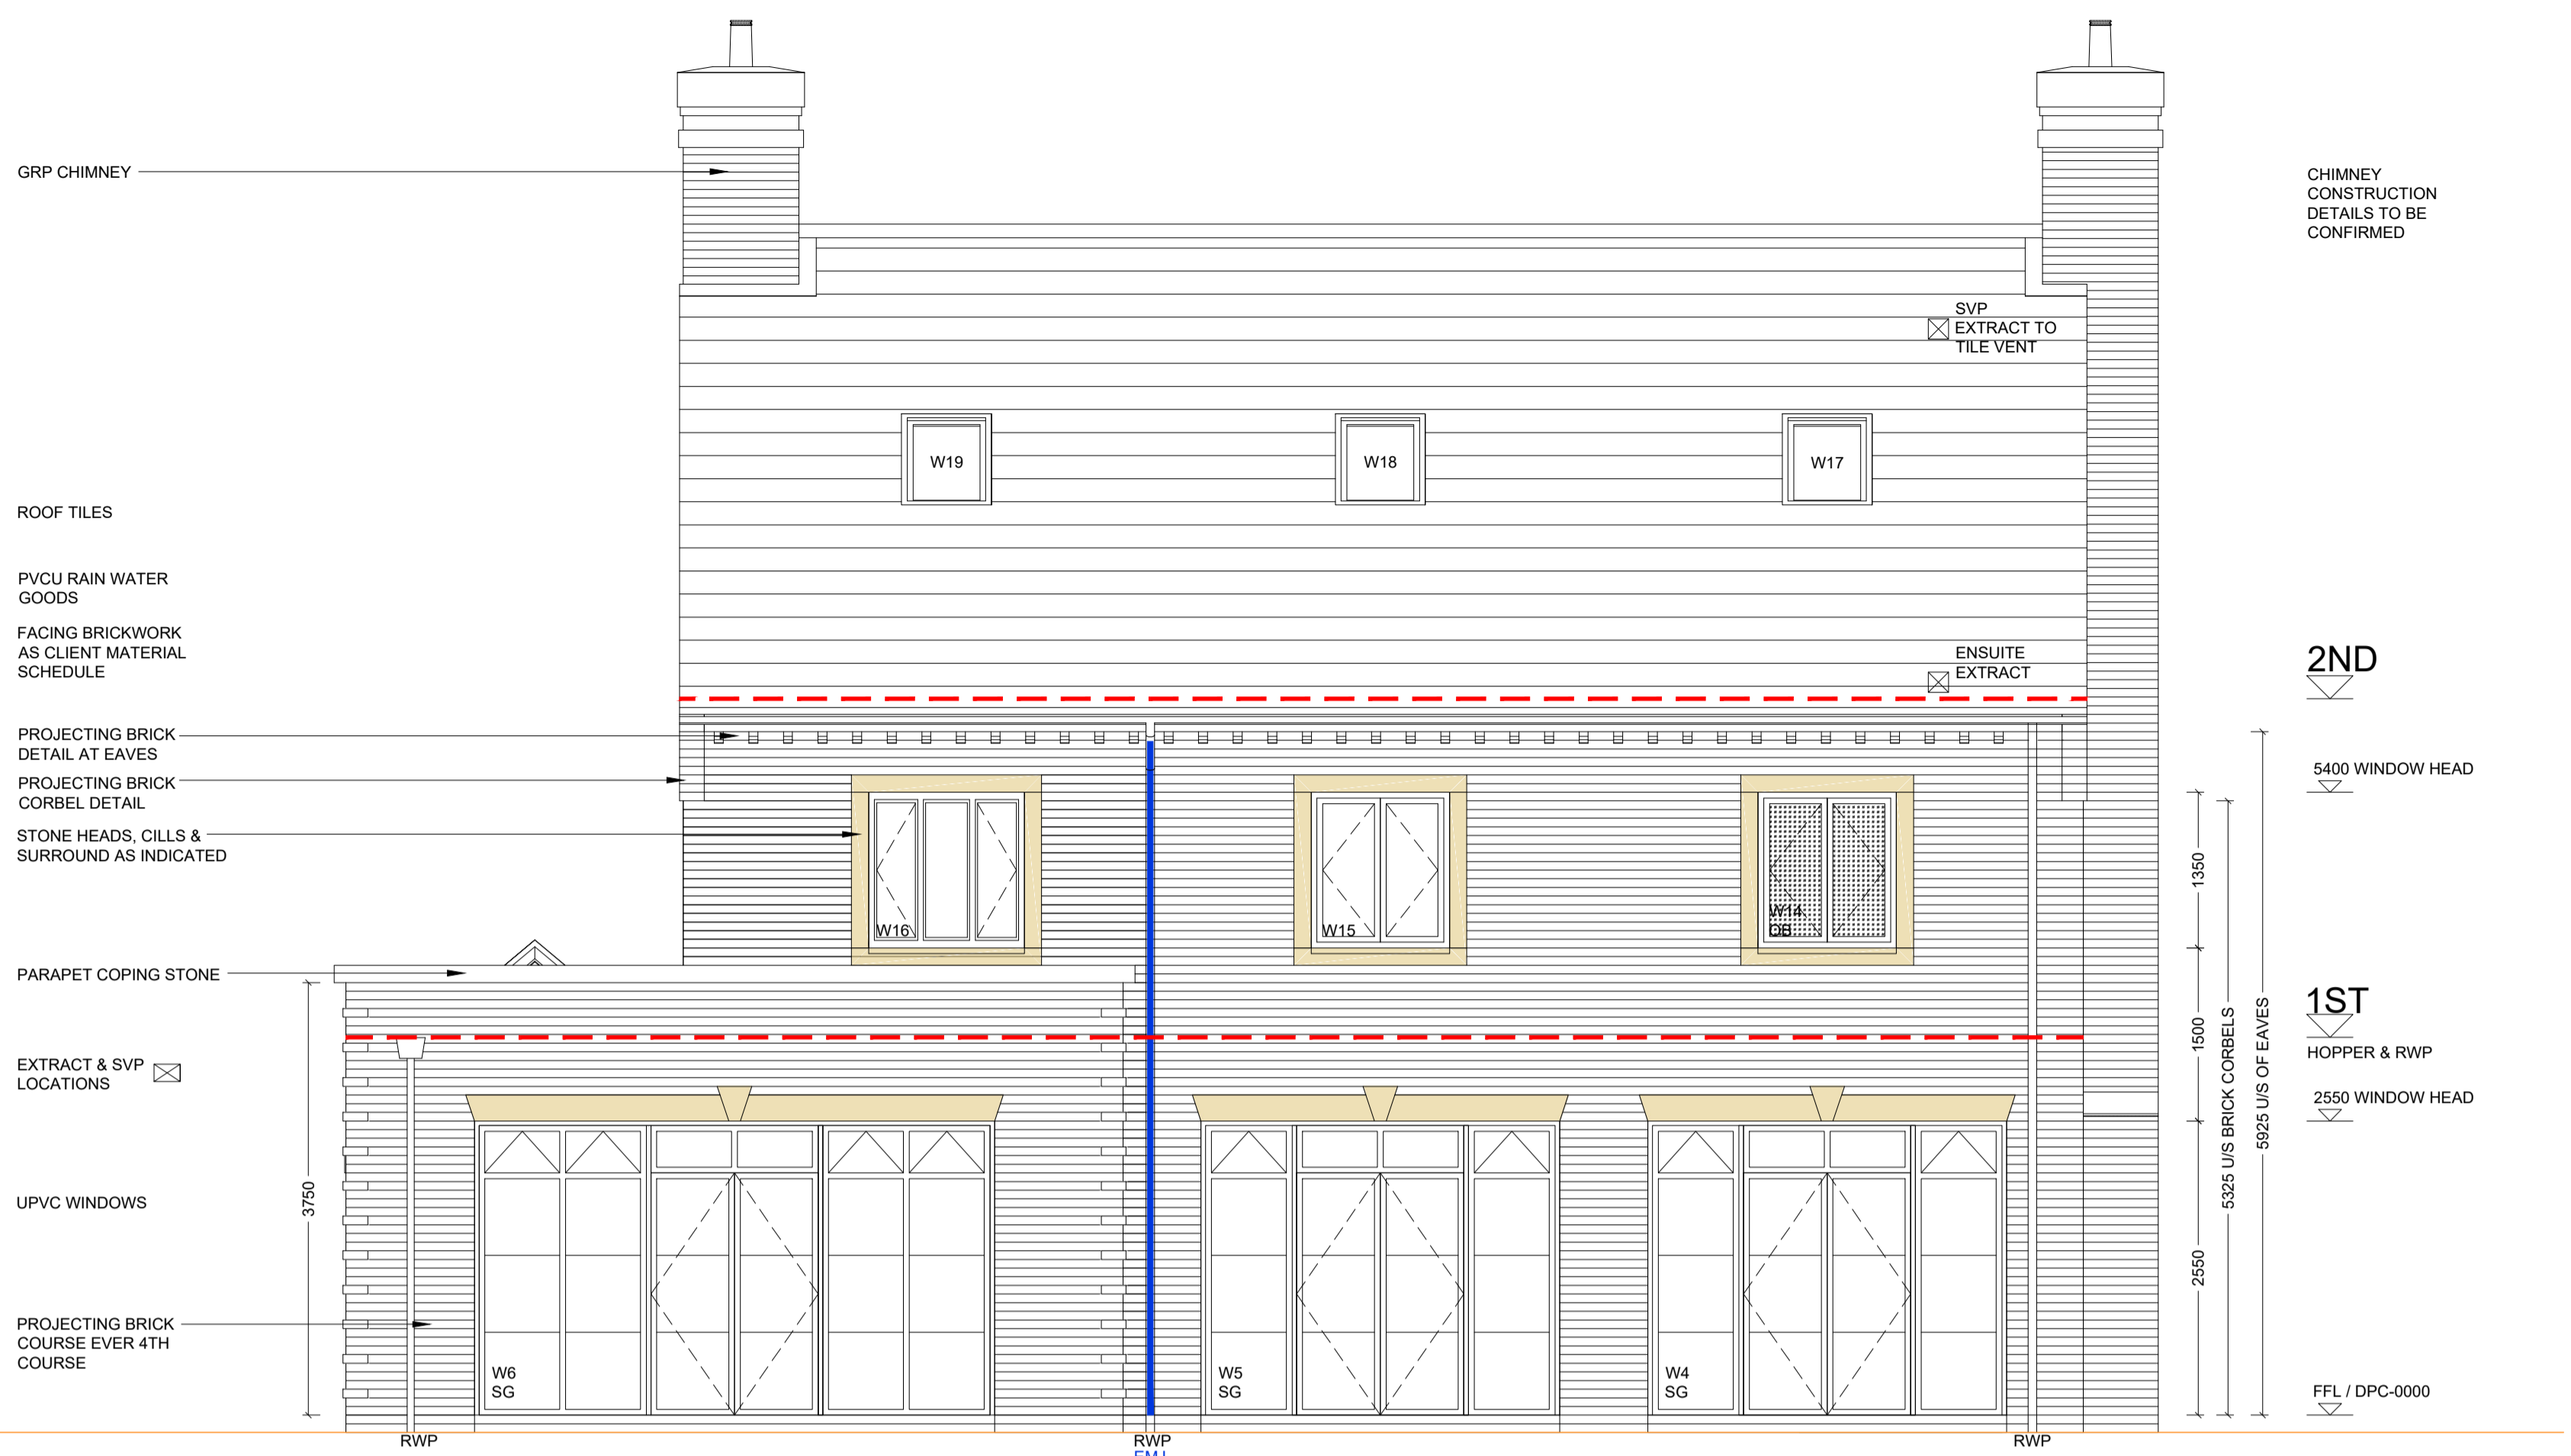 GRP CHIMNEY
CHIMNEY
CONSTRUCTION
DETAILS TO BE
CONFIRMED
SVP
EXTRACT TO
TILE VENT
W19
W18
W17
ROOF TILES
PVCU RAIN WATER
GOODS
FACING BRICKWORK
AS CLIENT MATERIAL
SCHEDULE
ENSUITE
EXTRACT
2ND
PROJECTING BRICK
DETAIL AT EAVES
PROJECTING BRICK
CORBEL DETAIL
5400 WINDOW HEAD
STONE HEADS, CILLS &
SURROUND AS INDICATED
W16
W15
W14
OB
1350
PARAPET COPING STONE
1ST
1500
5325 U/S BRICK CORBELS
5925 U/S OF EAVES
HOPPER & RWP
EXTRACT & SVP
LOCATIONS
2550 WINDOW HEAD
UPVC WINDOWS
3750
2550
PROJECTING BRICK
COURSE EVER 4TH
COURSE
W6
SG
W5
SG
W4
SG
FFL / DPC-0000
RWP
RWP
RWP